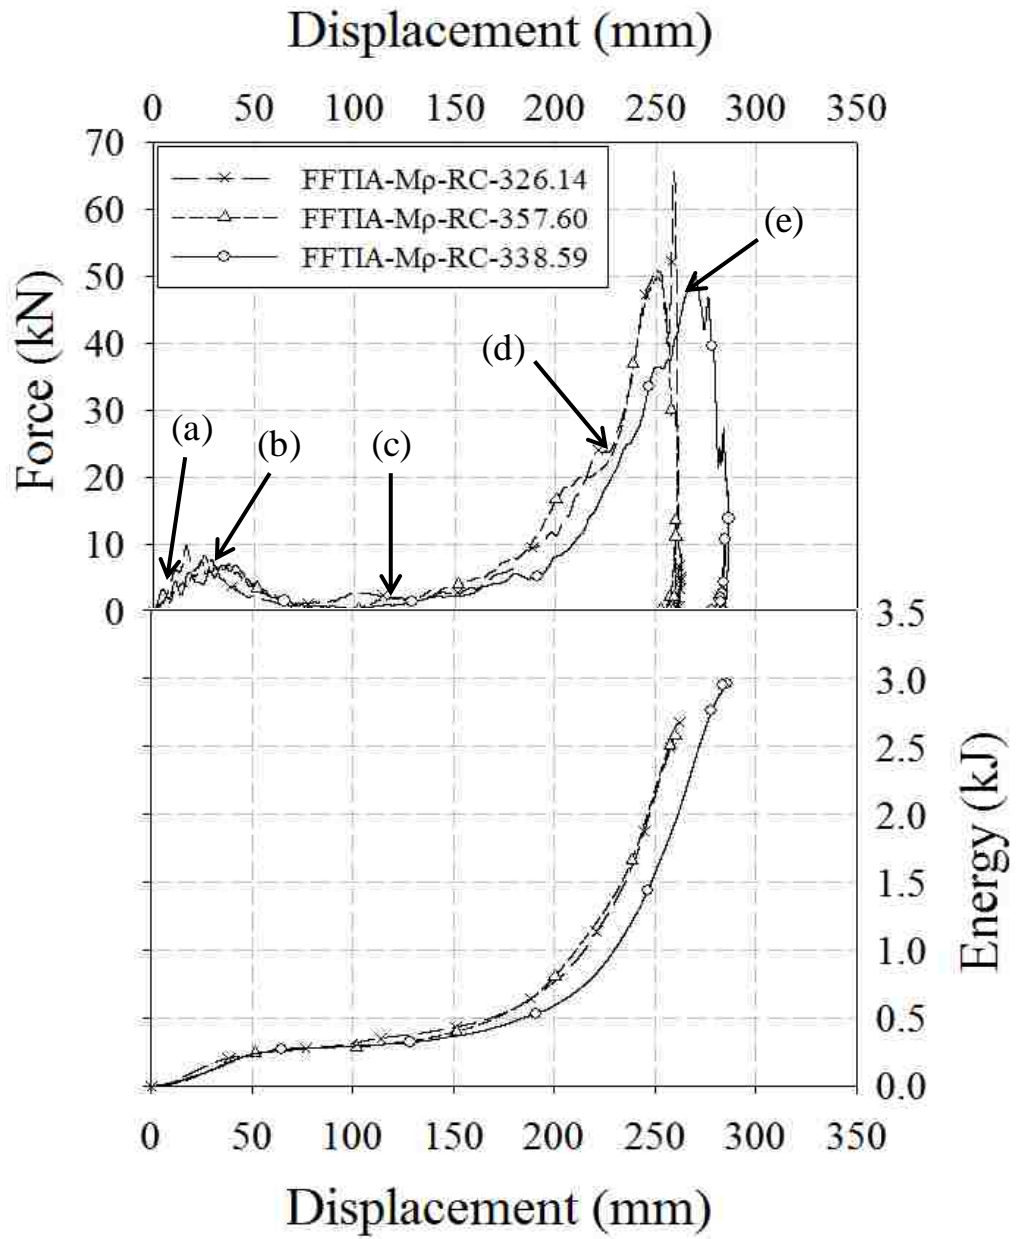 Displacement (mm)
0 50 100 150 200 250 300 350
70
60
50
40
30
20
10
0
Force (kN)
FFTIA-Mρ-RC-326.14
FFTIA-Mρ-RC-357.60
FFTIA-Mρ-RC-338.59
(a)
(b)
(c)
(d)
(e)
3.5
3.0
2.5
2.0
1.5
1.0
0.5
0.0
Energy (kJ)
0 50 100 150 200 250 300 350
Displacement (mm)